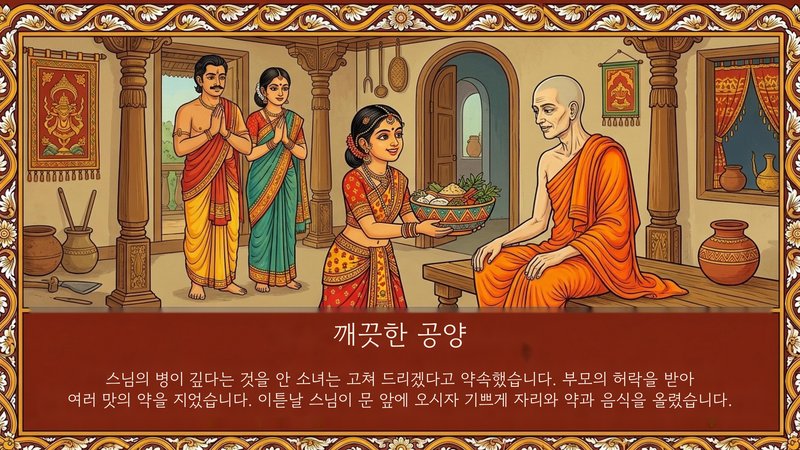 깨끗한 공양
스님의 병이 깊다는 것을 안 소녀는 고쳐 드리겠다고 약속했습니다. 부모의 허락을 받아
여러 맛의 약을 지었습니다. 이튿날 스님이 문 앞에 오시자 기쁘게 자리와 약과 음식을 올렸습니다.